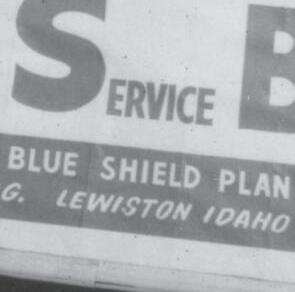 SERVICE B
BLUE SHIELD PLAN
G. LEWISTON IDAHO